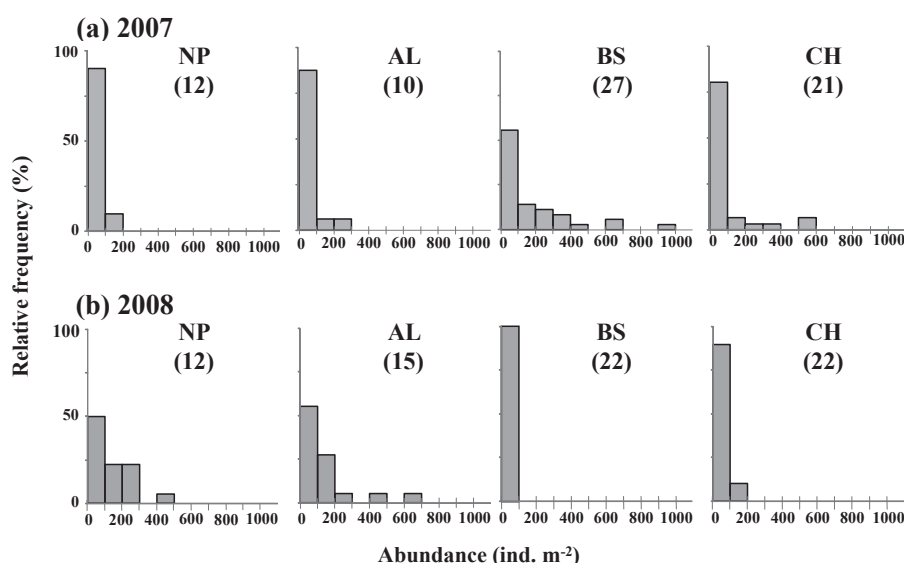 (a) 2007
NP AL BS CH
(12) (10) (27) (21)
100
50
0
0 200 400 600 800 1000 0 200 400 600 800 1000 0 200 400 600 800 1000 0 200 400 600 800 1000
Relative frequency (%)
(b) 2008
NP AL BS CH
(12) (15) (22) (22)
100
50
0
0 200 400 600 800 1000 0 200 400 600 800 1000 0 200 400 600 800 1000 0 200 400 600 800 1000
Abundance (ind. m-2)